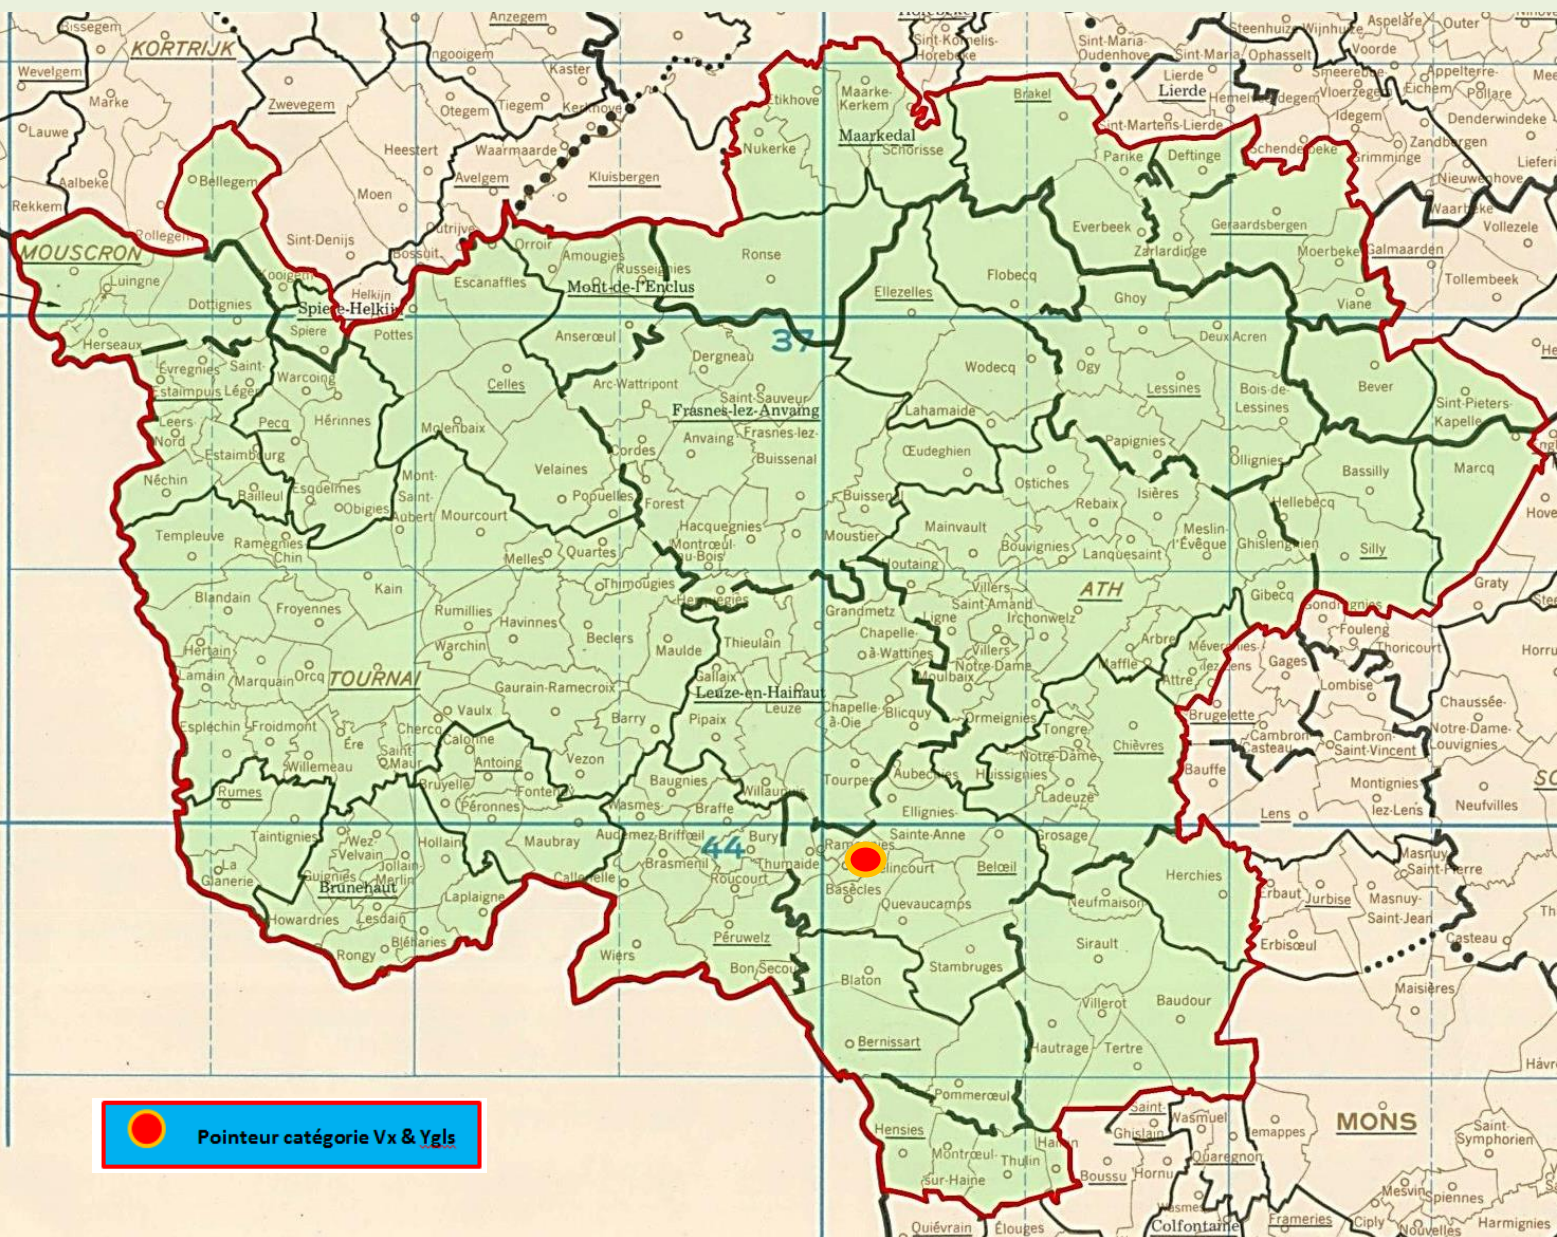 Bissegem
Anzegem
KORTRIJK
Ingooigem
Kaster
Wevelgem
Marke
Zwevegem
Otegem
Tiegem
Kerkhove
Lauwe
Heestert
Waarmaarde
Avelgem
Kluisbergen
Aalbeke
Bellegem
Moen
Rekkem
Rollegem
Sint-Denijs
Outrijve
Bossuit
Sint-Kornelis-
Horebeke
Etikhove
Maarke-
Kerkem
Maarkedal
Nukerke
Schorisse
Brakel
Sint-Maria-
Oudenhove
Steenhuize-Wijnhuize
Aspelare
Outer
Sint-Maria-
Lierde
Ophasselt
Voorde
Smeerebbe-
Vloerzegem
Appelterre-
Eichem
Pollare
Lierde
Hemelveerdegem
Idegem
Denderwindeke
Sint-Martens-Lierde
Zandbergen
Parike
Deftinge
Schendelbeke
Grimminge
Nieuwenhove
Waarbeke
Vollezele
Everbeek
Geraardsbergen
Zarlardinge
Moerbeke
Galmaarden
Tollembeek
Viane
MOUSCRON
Luingne
Kooigem
Helkijn
Spiere-Helkijn
Dottignies
Spiere
Herseaux
Escanaffles
Orroir
Amougies
Russeignies
Mont-de-l'Enclus
Ronse
Ellezelles
Flobecq
Ghoy
Pottes
Anserœul
37
Dergneau
Deux Acren
Evregnies
Saint-
Léger
Estaimpuis
Warcoing
Celles
Arc-Wattripont
Saint-Sauveur
Frasnes-lez-Anvaing
Wodecq
Ogy
Lessines
Bois-de-
Lessines
Bever
Sint-Pieters-
Kapelle
Leers-
Nord
Pecq
Hérinnes
Molenbaix
Lahamaide
Anvaing
Frasnes-lez-
Buissenal
Cordes
Papignies
Estaimbourg
Velaines
Œudeghien
Ollignies
Bassilly
Marcq
Néchin
Bailleul
Esquelmes
Obigies
Mont-
Saint-
Aubert
Mourcourt
Popuelles
Forest
Buissenal
Ostiches
Rebaix
Isières
Hellebecq
Hacquegnies
Montrœul-
au-Bois
Moustier
Mainvault
Bouvignies
Lanquesaint
Meslin-
l'Évêque
Ghislenghien
Silly
Templeuve
Ramegnies
Chin
Melles
Quartes
Thimougies
Herquegies
Houtaing
Villers-
Saint-Amand
ATH
Gibecq
Gondregnies
Graty
Blandain
Froyennes
Kain
Rumillies
Havinnes
Beclers
Maulde
Thieulain
Grandmetz
Chapelle-
à-Wattines
Ligne
Irchonwelz
Fouleng
Thoricourt
Hertain
Warchin
Villers-
Notre-Dame
Moulbaix
Arbre
Maffle
Mévergnies-
lez-Lens
Attre
Gages
Lombise
Lamain
Marquain
Orcq
TOURNAI
Gaurain-Ramecroix
Gallaix
Leuze-en-Hainaut
Leuze
Pipaix
Chapelle-
à-Oie
Blicquy
Ormeignies
Brugelette
Chaussée-
Notre-Dame-
Louvignies
Esplechin
Froidmont
Ere
Chercq
Vaulx
Barry
Tongre-
Notre-Dame
Chièvres
Cambron-
Casteau
Cambron-
Saint-Vincent
Willemeau
Saint-
Maur
Calonne
Antoing
Vezon
Tourpes
Aubechies
Huissignies
Ladeuze
Bauffe
Montignies
lez-Lens
Neufvilles
Rumes
Bruyelle
Péronnes
Fontenoy
Baugnies
Willaupuis
Wasmes-
Audemez-Briffœil
Braffe
Ellignies-
Sainte-Anne
Lens
Taintignies
Wez-
Velvain
Hollain
Maubray
Bury
44
Grosage
La
Glanerie
Guignies
Jollain
Merlin
Brunehaut
Brasmenil
Thumaide
Roucourt
Basècles
Belœil
Herchies
Masnuy-
Saint-Pierre
Erbaut
Jurbise
Masnuy-
Saint-Jean
Callenelle
Laplaigne
Howardries
Lesdain
Quevaucamps
Neufmaison
Rongy
Bléharies
Wiers
Péruwelz
Bon Secours
Blaton
Stambruges
Sirault
Erbisœul
Casteau
Villerot
Baudour
Maisières
Bernissart
Hautrage
Tertre
Pommerœul
Hensies
Montrœul-
sur-Haine
Thulin
Hainin
Saint-
Ghislain
Wasmuel
Jemappes
MONS
Saint-
Symphorien
Boussu
Hornu
Quaregnon
Wasmes
Colfontaine
Mesvin
Spiennes
Quiévrain
Élouges
Frameries
Ciply
Nouvelles
Harmignies
Pointeur catégorie Vx & Ygls